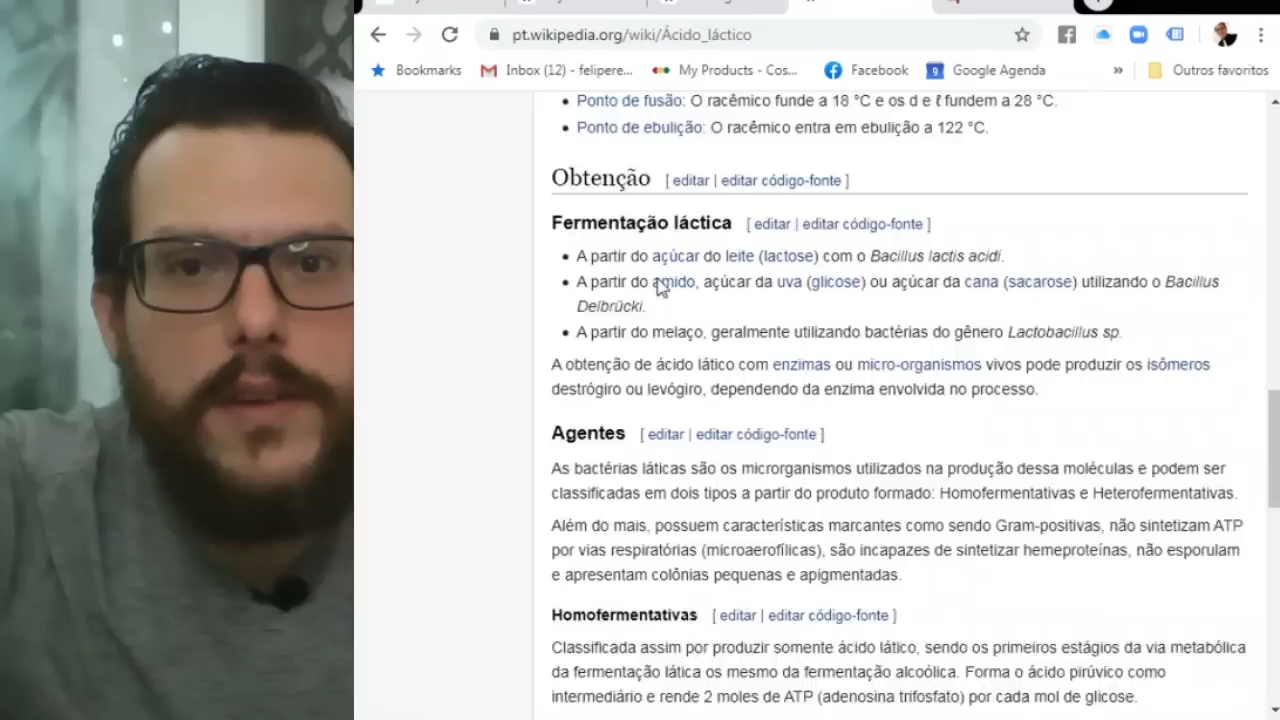 pt.wikipedia.org/wiki/Ácido_láctico
Bookmarks
Inbox (12) - felipere...
My Products - Cos...
Facebook
9
Google Agenda
»
Outros favoritos
Ponto de fusão: O racêmico funde a 18 °C e os d e ℓ fundem a 28 °C.
Ponto de ebulição: O racêmico entra em ebulição a 122 °C.
Obtenção [ editar | editar código-fonte ]
Fermentação láctica [ editar | editar código-fonte ]
A partir do açúcar do leite (lactose) com o Bacillus lactis acidi.
A partir do amido, açúcar da uva (glicose) ou açúcar da cana (sacarose) utilizando o Bacillus
Delbrücki.
A partir do melaço, geralmente utilizando bactérias do gênero Lactobacillus sp.
A obtenção de ácido lático com enzimas ou micro-organismos vivos pode produzir os isômeros
destrógiro ou levógiro, dependendo da enzima envolvida no processo.
Agentes [ editar | editar código-fonte ]
As bactérias láticas são os microrganismos utilizados na produção dessa moléculas e podem ser
classificadas em dois tipos a partir do produto formado: Homofermentativas e Heterofermentativas.
Além do mais, possuem características marcantes como sendo Gram-positivas, não sintetizam ATP
por vias respiratórias (microaerofílicas), são incapazes de sintetizar hemeproteínas, não esporulam
e apresentam colônias pequenas e apigmentadas.
Homofermentativas [ editar | editar código-fonte ]
Classificada assim por produzir somente ácido lático, sendo os primeiros estágios da via metabólica
da fermentação lática os mesmo da fermentação alcoólica. Forma o ácido pirúvico como
intermediário e rende 2 moles de ATP (adenosina trifosfato) por cada mol de glicose.